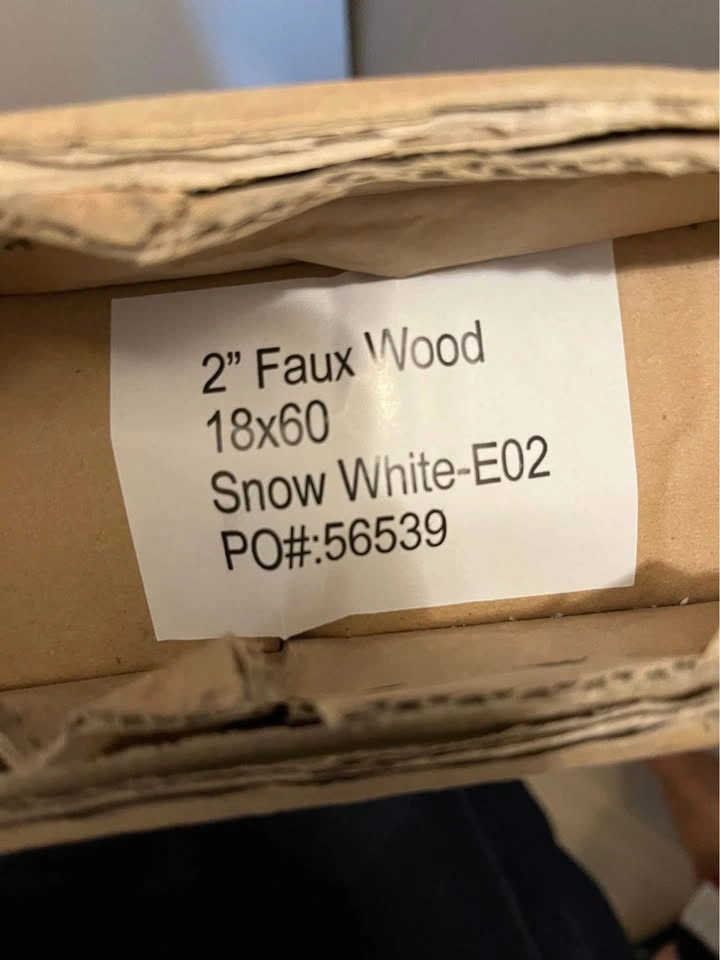 2” Faux Wood
18x60
Snow White-E02
PO#:56539